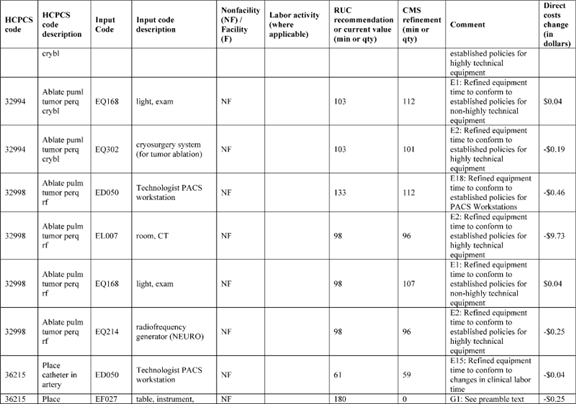 HCPCS code | HCPCS code description | Input Code | Input code description | Nonfacility (NF) / Facility (F) | Labor activity (where applicable) | RUC recommendation or current value (min or qty) | CMS refinement (min or qty) | Comment | Direct costs change (in dollars)
crybl | established policies for highly technical equipment
32994 | Ablate puml tumor perq crybl | EQ168 | light, exam | NF | 103 | 112 | E1: Refined equipment time to conform to established policies for non-highly technical equipment | $0.04
32994 | Ablate puml tumor perq crybl | EQ302 | cryosurgery system (for tumor ablation) | NF | 103 | 101 | E2: Refined equipment time to conform to established policies for highly technical equipment | -$0.19
32998 | Ablate pulm tumor perq rf | ED050 | Technologist PACS workstation | NF | 133 | 112 | E18: Refined equipment time to conform to established policies for PACS Workstations | -$0.46
32998 | Ablate pulm tumor perq rf | EL007 | room, CT | NF | 98 | 96 | E2: Refined equipment time to conform to established policies for highly technical equipment | -$9.73
32998 | Ablate pulm tumor perq rf | EQ168 | light, exam | NF | 98 | 107 | E1: Refined equipment time to conform to established policies for non-highly technical equipment | $0.04
32998 | Ablate pulm tumor perq rf | EQ214 | radiofrequency generator (NEURO) | NF | 98 | 96 | E2: Refined equipment time to conform to established policies for highly technical equipment | -$0.25
36215 | Place catheter in artery | ED050 | Technologist PACS workstation | NF | 61 | 59 | E15: Refined equipment time to conform to changes in clinical labor time | -$0.04
36215 | Place | EF027 | table, instrument, | NF | 180 | 0 | G1: See preamble text | -$0.25